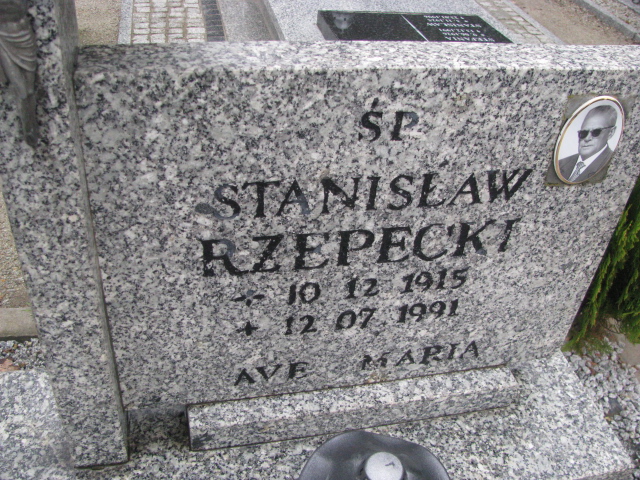 ŚP
STANISŁAW
RZEPECKI
* 10 12 1915
+ 12 07 1991
AVE MARIA